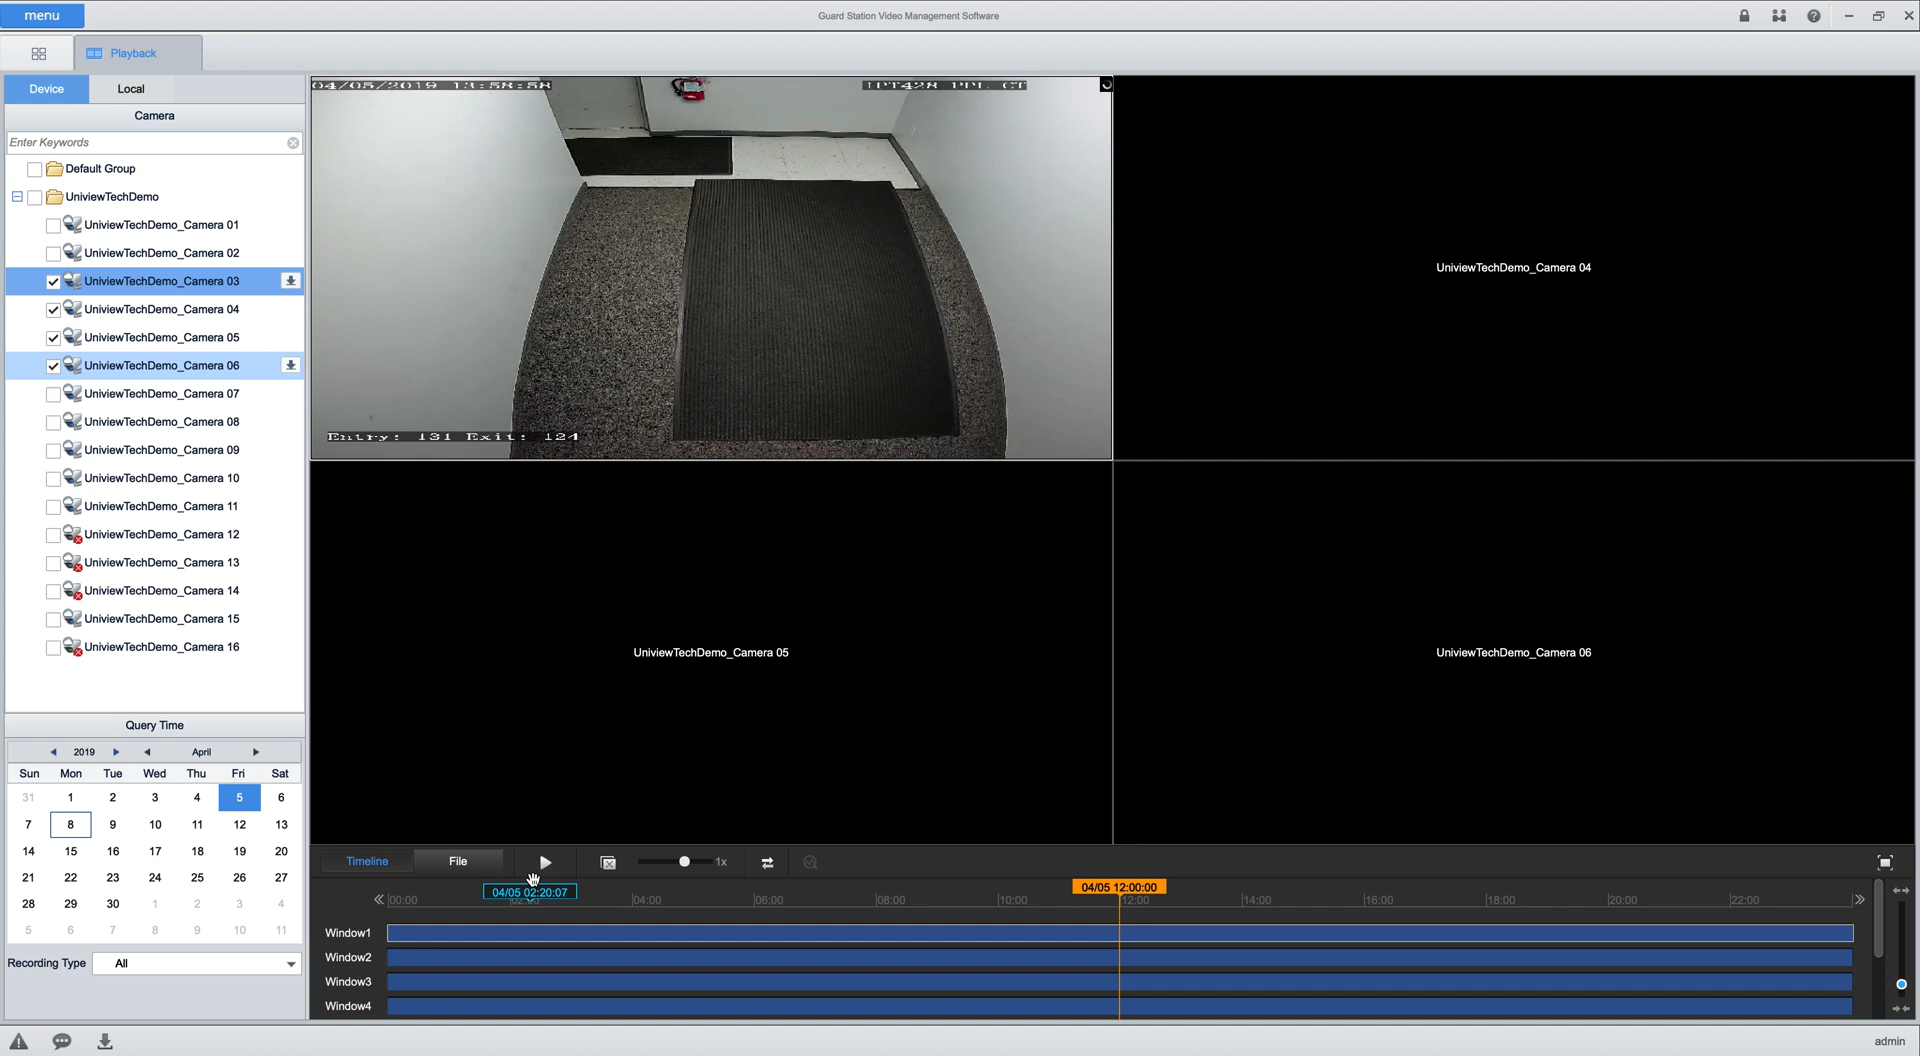 menu
Guard Station Video Management Software
Playback
Device
Local
Camera
Enter Keywords
Default Group
UniviewTechDemo
UniviewTechDemo_Camera 01
UniviewTechDemo_Camera 02
UniviewTechDemo_Camera 03
UniviewTechDemo_Camera 04
UniviewTechDemo_Camera 05
UniviewTechDemo_Camera 06
UniviewTechDemo_Camera 07
UniviewTechDemo_Camera 08
UniviewTechDemo_Camera 09
UniviewTechDemo_Camera 10
UniviewTechDemo_Camera 11
UniviewTechDemo_Camera 12
UniviewTechDemo_Camera 13
UniviewTechDemo_Camera 14
UniviewTechDemo_Camera 15
UniviewTechDemo_Camera 16
Query Time
2019 April
Sun Mon Tue Wed Thu Fri Sat
31 1 2 3 4 5 6
7 8 9 10 11 12 13
14 15 16 17 18 19 20
21 22 23 24 25 26 27
28 29 30 1 2 3 4
5 6 7 8 9 10 11
Recording Type All
04/05/2019 13:58:58
Entry: 131 Exit: 124
UniviewTechDemo_Camera 04
UniviewTechDemo_Camera 05
UniviewTechDemo_Camera 06
Timeline
File
1x
04/05 02:20:07
04/05 12:00:00
00:00 02:00 04:00 06:00 08:00 10:00 12:00 14:00 16:00 18:00 20:00 22:00
Window1
Window2
Window3
Window4
admin